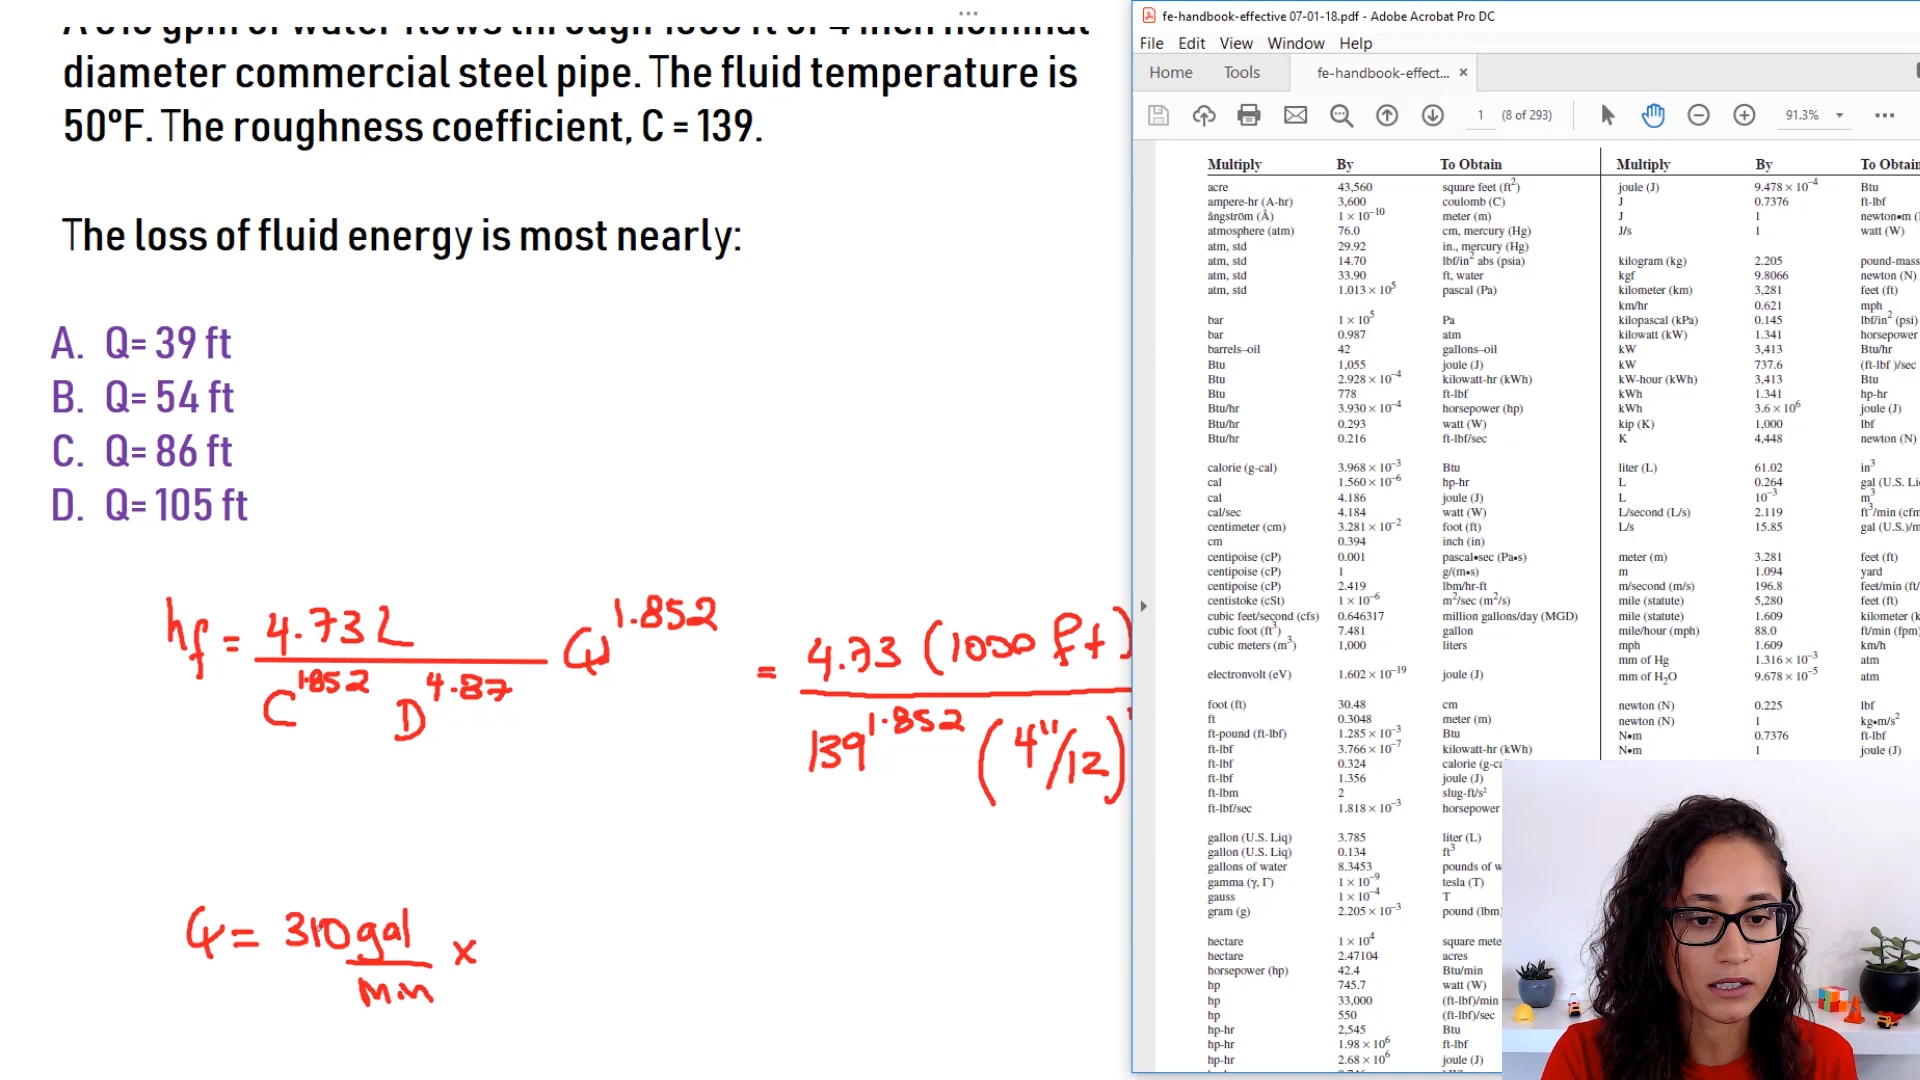 diameter commercial steel pipe. The fluid temperature is
50°F. The roughness coefficient, C = 139.
The loss of fluid energy is most nearly:
A. Q= 39 ft
B. Q= 54 ft
C. Q= 86 ft
D. Q= 105 ft
hf = 4.73 L / C^1.852 D^4.87 Q^1.852 = 4.73 (1000 ft) / 139^1.852 (4"/12)
Q = 310 gal/min x
fe-handbook-effective 07-01-18.pdf - Adobe Acrobat Pro DC
File Edit View Window Help
Home Tools fe-handbook-effect... ×
1 (8 of 293) 91.3%
Multiply By To Obtain
acre 43,560 square feet (ft²)
ampere-hr (A-hr) 3,600 coulomb (C)
ångström (Å) 1 × 10⁻¹⁰ meter (m)
atmosphere (atm) 76.0 cm, mercury (Hg)
atm, std 29.92 in., mercury (Hg)
atm, std 14.70 lbf/in² abs (psia)
atm, std 33.90 ft, water
atm, std 1.013 × 10⁵ pascal (Pa)
bar 1 × 10⁵ Pa
bar 0.987 atm
barrels–oil 42 gallons–oil
Btu 1,055 joule (J)
Btu 2.928 × 10⁻⁴ kilowatt-hr (kWh)
Btu 778 ft-lbf
Btu/hr 3.930 × 10⁻⁴ horsepower (hp)
Btu/hr 0.293 watt (W)
Btu/hr 0.216 ft-lbf/sec
calorie (g-cal) 3.968 × 10⁻³ Btu
cal 1.560 × 10⁻⁶ hp-hr
cal 4.186 joule (J)
cal/sec 4.184 watt (W)
centimeter (cm) 3.281 × 10⁻² foot (ft)
cm 0.394 inch (in)
centipoise (cP) 0.001 pascal•sec (Pa•s)
centipoise (cP) 1 g/(m•s)
centipoise (cP) 2.419 lbm/hr-ft
centistoke (cSt) 1 × 10⁻⁶ m²/sec (m²/s)
cubic feet/second (cfs) 0.646317 million gallons/day (MGD)
cubic foot (ft³) 7.481 gallon
cubic meters (m³) 1,000 liters
electronvolt (eV) 1.602 × 10⁻¹⁹ joule (J)
foot (ft) 30.48 cm
ft 0.3048 meter (m)
ft-pound (ft-lbf) 1.285 × 10⁻³ Btu
ft-lbf 3.766 × 10⁻⁷ kilowatt-hr (kWh)
ft-lbf 0.324 calorie (g-ca
ft-lbf 1.356 joule (J)
ft-lbm 2 slug-ft/s²
ft-lbf/sec 1.818 × 10⁻³ horsepower
gallon (U.S. Liq) 3.785 liter (L)
gallon (U.S. Liq) 0.134 ft³
gallons of water 8.3453 pounds of w
gamma (γ, Γ) 1 × 10⁻⁹ tesla (T)
gauss 1 × 10⁻⁴ T
gram (g) 2.205 × 10⁻³ pound (lbm)
hectare 1 × 10⁴ square mete
hectare 2.47104 acres
horsepower (hp) 42.4 Btu/min
hp 745.7 watt (W)
hp 33,000 (ft-lbf)/min
hp 550 (ft-lbf)/sec
hp-hr 2,545 Btu
hp-hr 1.98 × 10⁶ ft-lbf
hp-hr 2.68 × 10⁶ joule (J)
Multiply By To Obtain
joule (J) 9.478 × 10⁻⁴ Btu
J 0.7376 ft-lbf
J 1 newton•m (
J/s 1 watt (W)
kilogram (kg) 2.205 pound-mass
kgf 9.8066 newton (N)
kilometer (km) 3,281 feet (ft)
km/hr 0.621 mph
kilopascal (kPa) 0.145 lbf/in² (psi)
kilowatt (kW) 1.341 horsepower
kW 3,413 Btu/hr
kW 737.6 (ft-lbf )/sec
kW-hour (kWh) 3,413 Btu
kWh 1.341 hp-hr
kWh 3.6 × 10⁶ joule (J)
kip (K) 1,000 lbf
K 4,448 newton (N)
liter (L) 61.02 in³
L 0.264 gal (U.S. Li
L 10⁻³ m³
L/second (L/s) 2.119 ft³/min (cfm
L/s 15.85 gal (U.S.)/m
meter (m) 3.281 feet (ft)
m 1.094 yard
m/second (m/s) 196.8 feet/min (ft/
mile (statute) 5,280 feet (ft)
mile (statute) 1.609 kilometer (k
mile/hour (mph) 88.0 ft/min (fpm
mph 1.609 km/h
mm of Hg 1.316 × 10⁻³ atm
mm of H₂O 9.678 × 10⁻⁵ atm
newton (N) 0.225 lbf
newton (N) 1 kg•m/s²
N•m 0.7376 ft-lbf
N•m 1 joule (J)